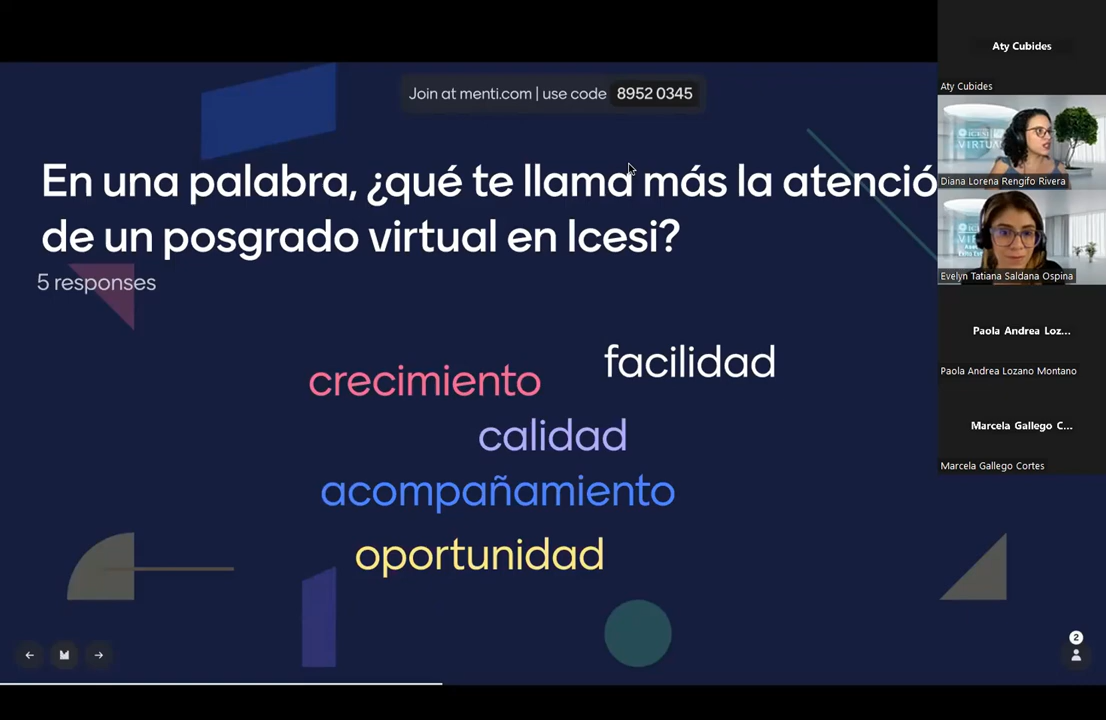 Join at menti.com | use code 8952 0345
En una palabra, ¿qué te llama más la atenció
de un posgrado virtual en Icesi?
5 responses
crecimiento
facilidad
calidad
acompañamiento
oportunidad
2
Aty Cubides
Aty Cubides
ICESI
VIRTUAL
Diana Lorena Rengifo Rivera
Evelyn Tatiana Saldana Ospina
Paola Andrea Loz...
Paola Andrea Lozano Montano
Marcela Gallego C...
Marcela Gallego Cortes